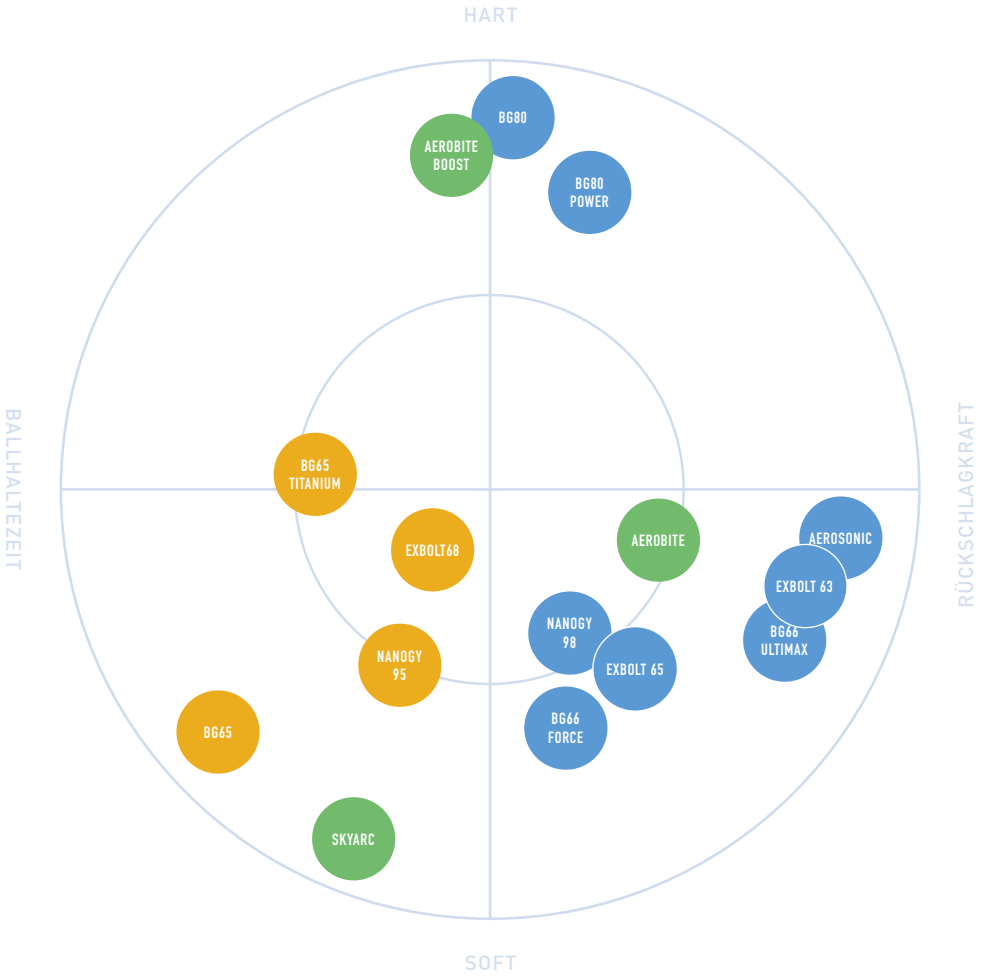 HART
BG80
AEROBITE
BOOST
BG80
POWER
BALLHALTEZEIT
RÜCKSCHLAGKRAFT
BG65
TITANIUM
EXBOLT68
AEROBITE
AEROSONIC
EXBOLT 63
BG66
ULTIMAX
NANOGY
98
NANOGY
95
EXBOLT 65
BG66
FORCE
BG65
SKYARC
SOFT